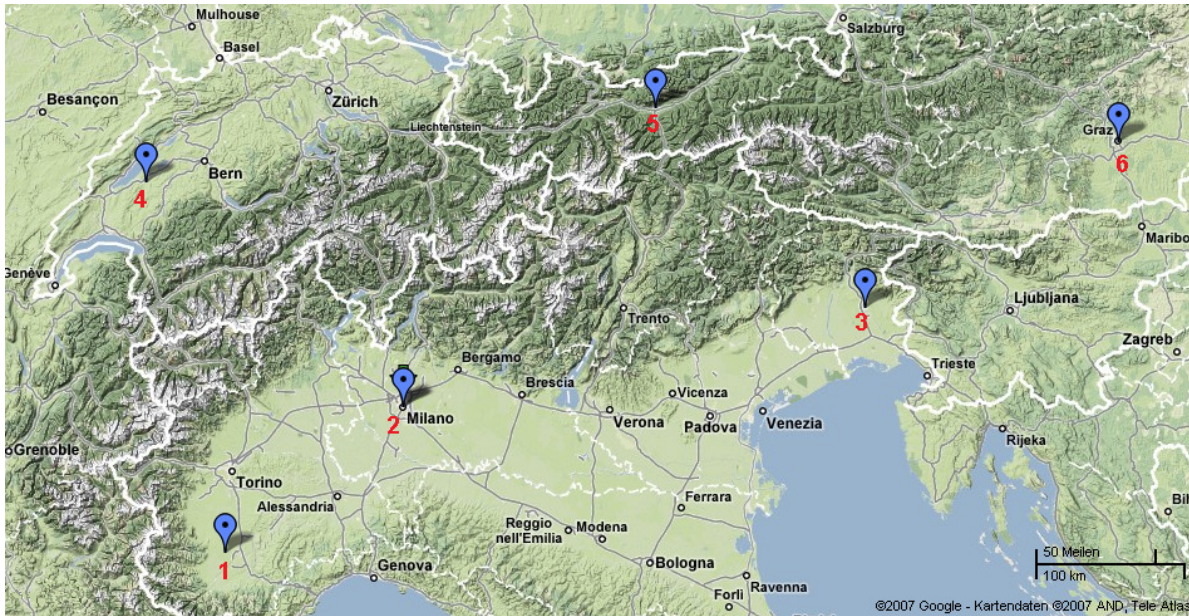 Mulhouse
Salzburg
Basel
Besançon
Zürich
Liechtenstein
5
Graz
6
Bern
4
Maribo
Genève
Ljubljana
3
Trento
Zagreb
Bergamo
Trieste
Brescia
Vicenza
Milano
2
Verona
Padova
Venezia
Grenoble
Rijeka
Torino
Alessandria
Ferrara
Bih
Reggio
nell'Emilia
Modena
50 Meilen
1
Genova
Bologna
100 km
Ravenna
Forli
©2007 Google - Kartendaten ©2007 AND, Tele Atlas